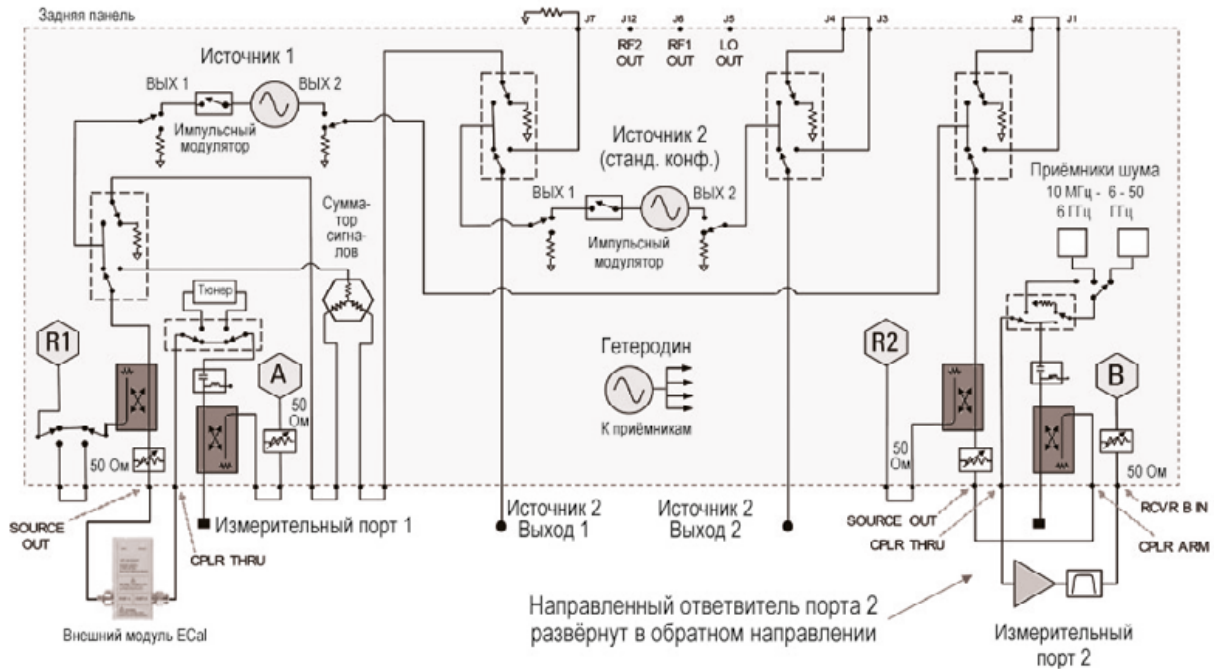 Задняя панель
J7
J12
J6
J5
J4
J3
J2
J1
RF2
OUT
RF1
OUT
LO
OUT
Источник 1
ВЫХ 1
ВЫХ 2
Импульсный
модулятор
Источник 2
(станд. конф.)
ВЫХ 1
ВЫХ 2
Импульсный
модулятор
Приёмники шума
10 МГц -
6 ГГц
6 - 50
ГГц
Сумма-
тор
сигна-
лов
Тюнер
R1
A
50
Ом
Гетеродин
К приёмникам
R2
B
50
Ом
50 Ом
50 Ом
SOURCE
OUT
CPLR THRU
Измерительный порт 1
Источник 2
Выход 1
Источник 2
Выход 2
SOURCE OUT
CPLR THRU
RCVR B IN
CPLR ARM
Внешний модуль ECal
Направленный ответвитель порта 2
развёрнут в обратном направлении
Измерительный
порт 2